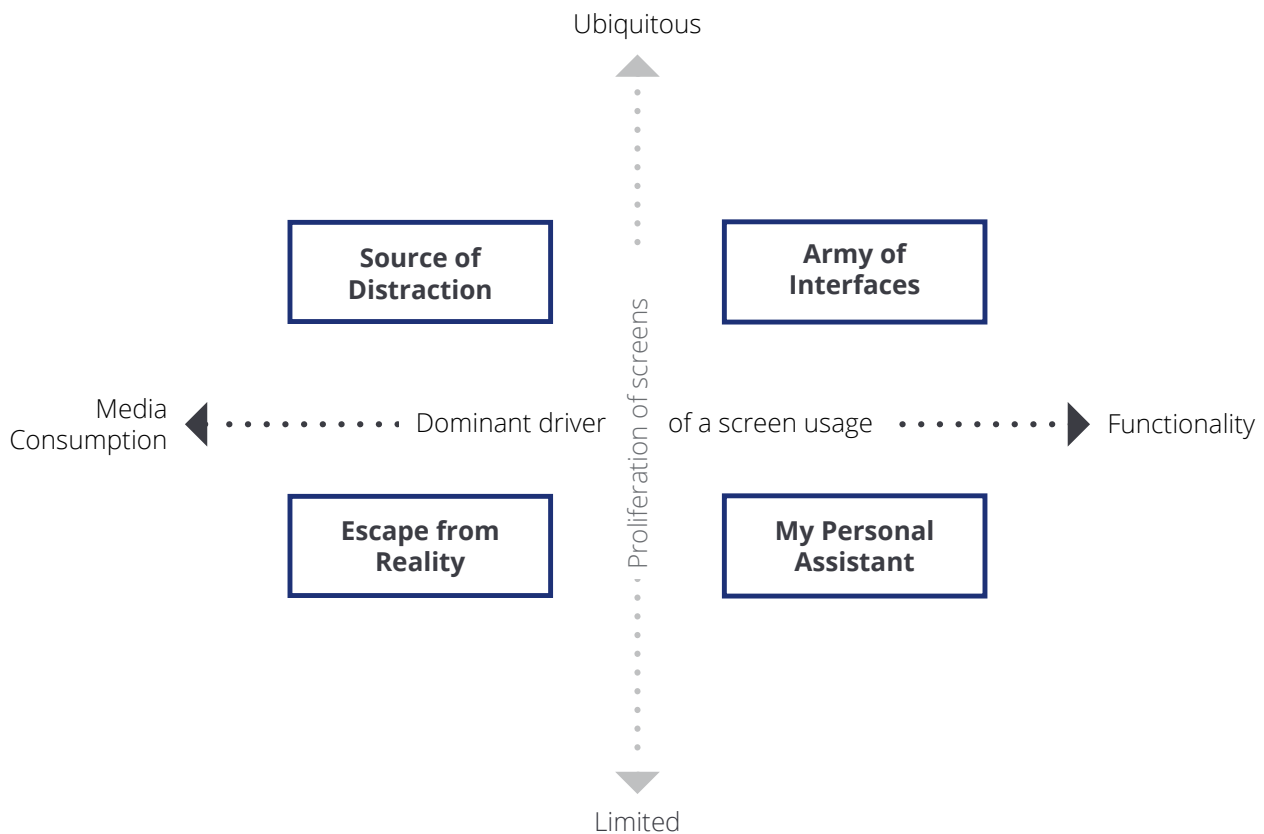 Ubiquitous
Source of
Distraction
Army of
Interfaces
Proliferation of screens
Media
Consumption
Dominant driver of a screen usage
Functionality
Escape from
Reality
My Personal
Assistant
Limited